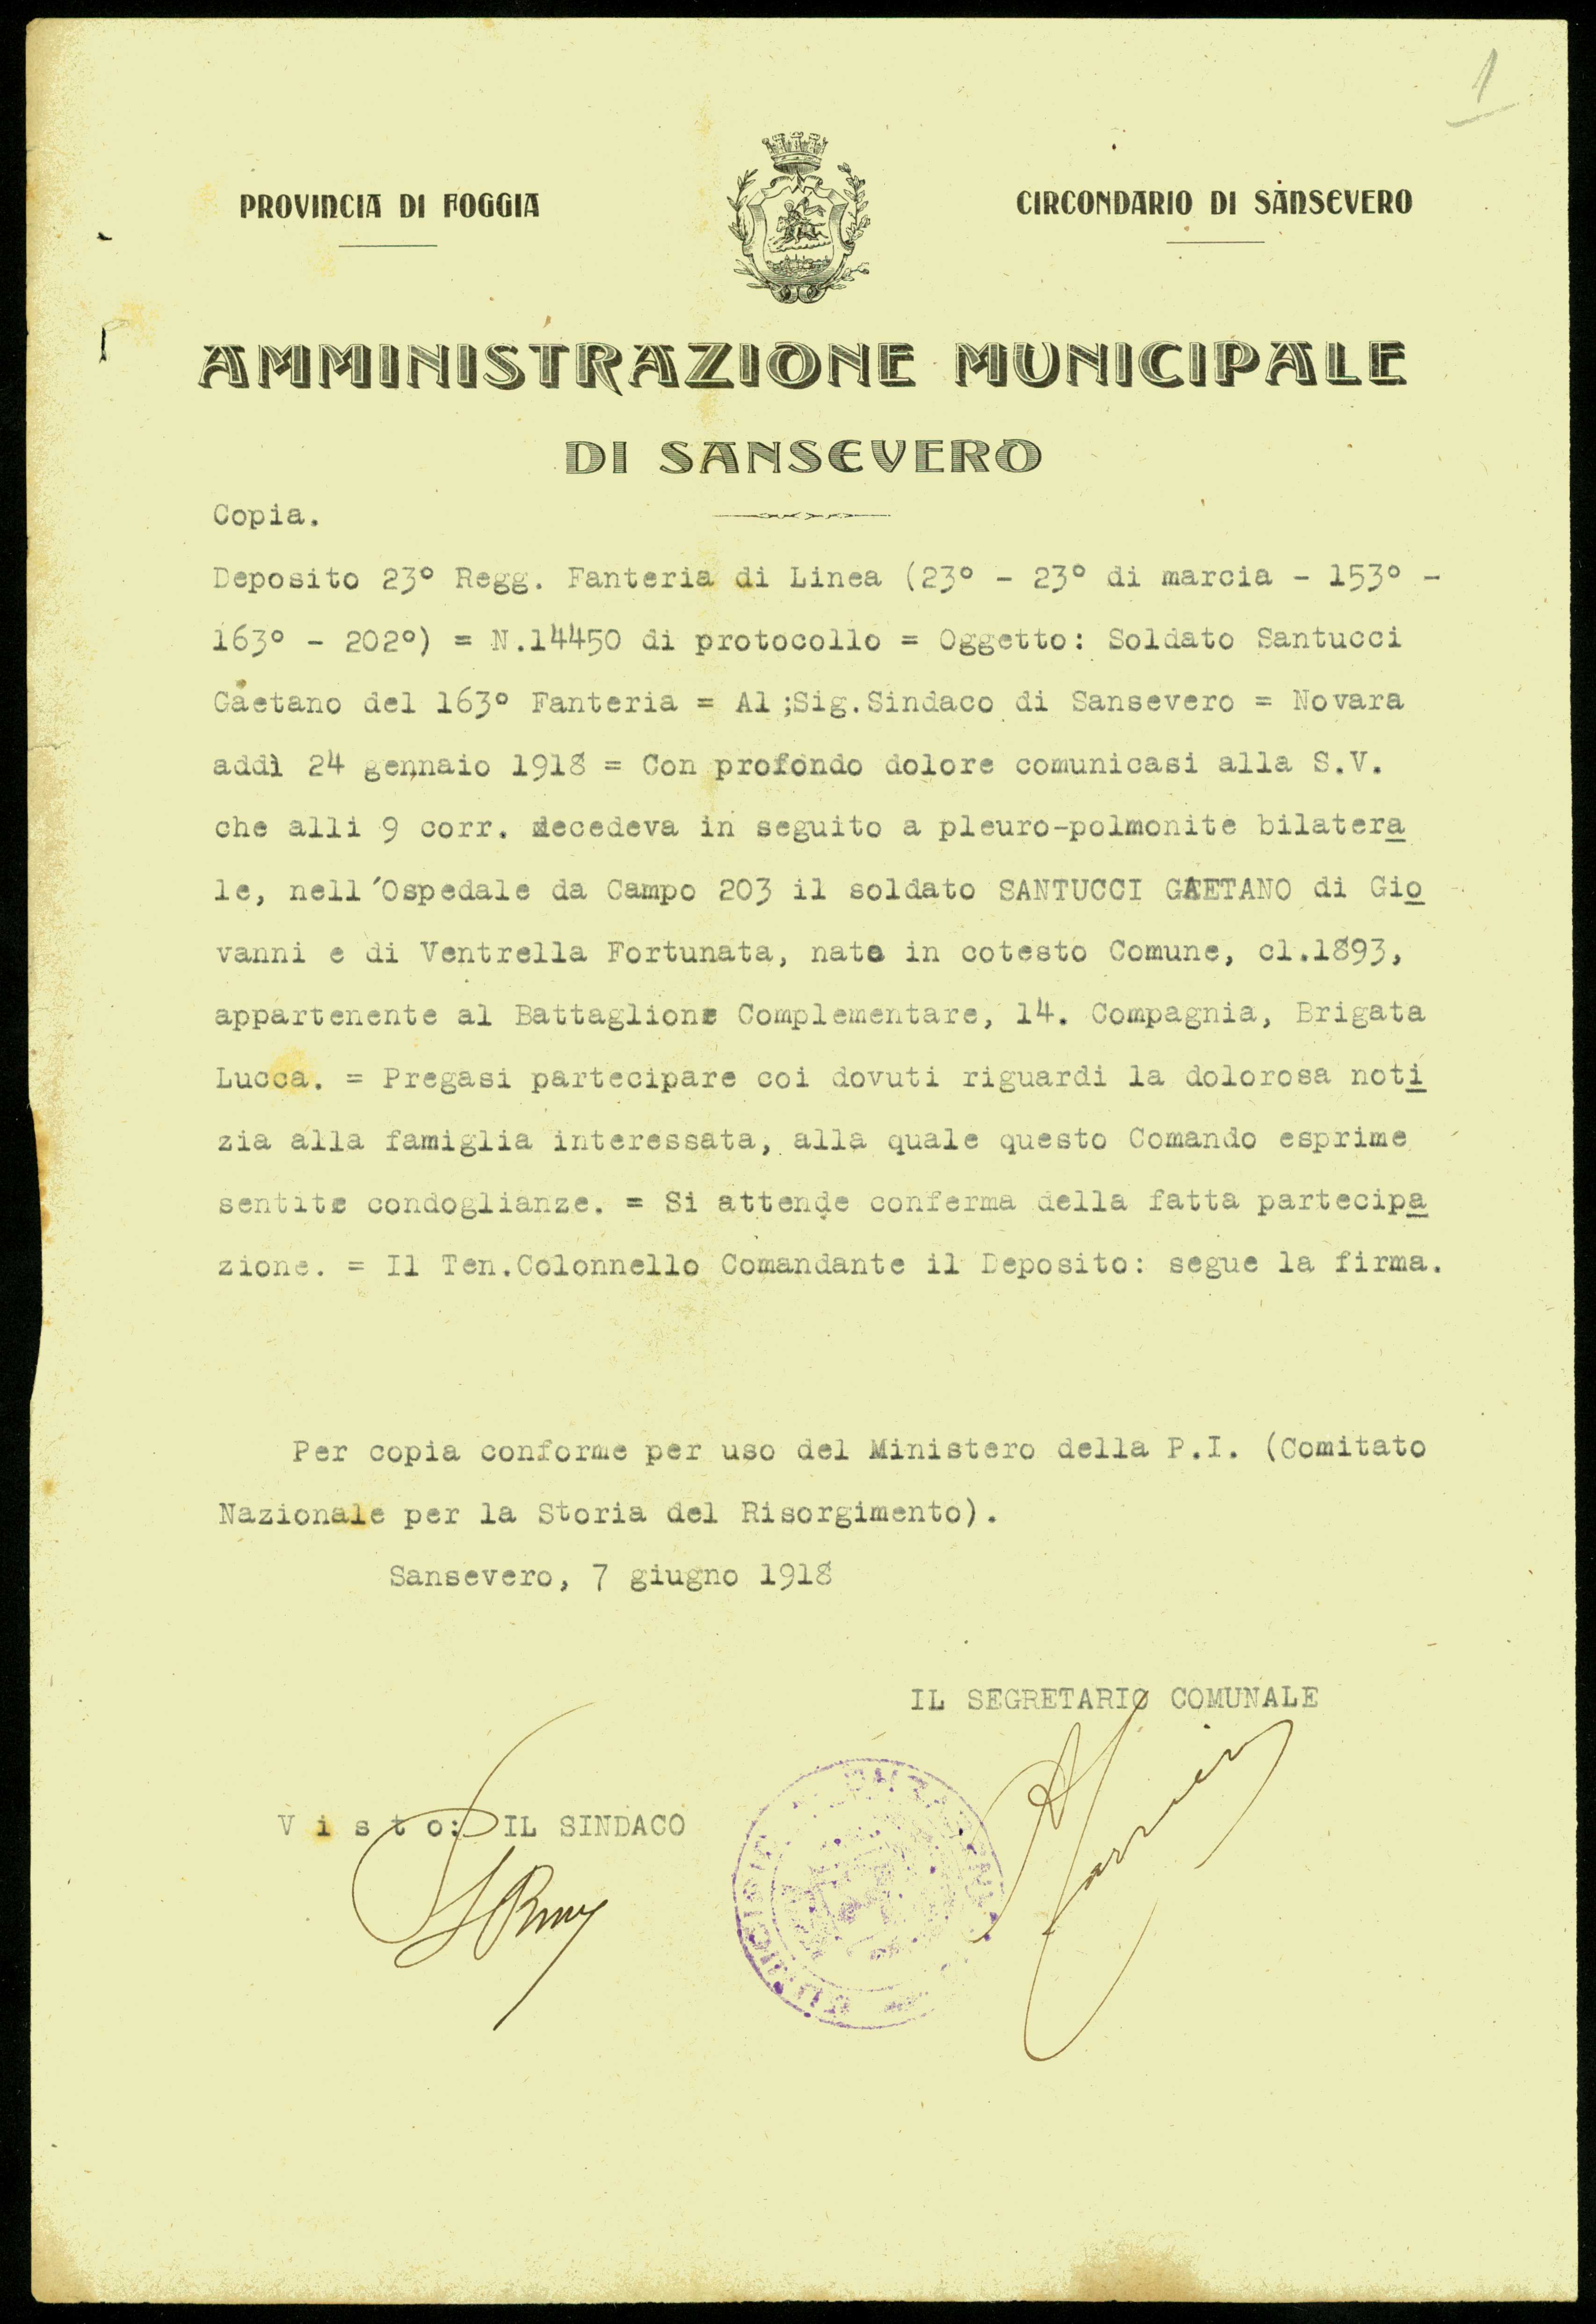 1
PROVINCIA DI FOGGIA
CIRCONDARIO DI SANSEVERO
AMMINISTRAZIONE MUNICIPALE
DI SANSEVERO
Copia.
Deposito 23° Regg. Fanteria di Linea (23° - 23° di marcia - 153° -
163° - 202°) = N.14450 di protocollo = Oggetto: Soldato Santucci
Gaetano del 163° Fanteria = Al ;Sig.Sindaco di Sansevero = Novara
addì 24 gennaio 1918 = Con profondo dolore comunicasi alla S.V.
che alli 9 corr. decedeva in seguito a pleuro-polmonite bilatera
le, nell'Ospedale da Campo 203 il soldato SANTUCCI GAETANO di Gio
vanni e di Ventrella Fortunata, nato in cotesto Comune, cl.1893,
appartenente al Battaglione Complementare, 14. Compagnia, Brigata
Lucca. = Pregasi partecipare coi dovuti riguardi la dolorosa noti
zia alla famiglia interessata, alla quale questo Comando esprime
sentite condoglianze. = Si attende conferma della fatta partecipa
zione. = Il Ten.Colonnello Comandante il Deposito: segue la firma.
Per copia conforme per uso del Ministero della P.I. (Comitato
Nazionale per la Storia del Risorgimento).
Sansevero, 7 giugno 1918
IL SEGRETARIO COMUNALE
Visto: IL SINDACO